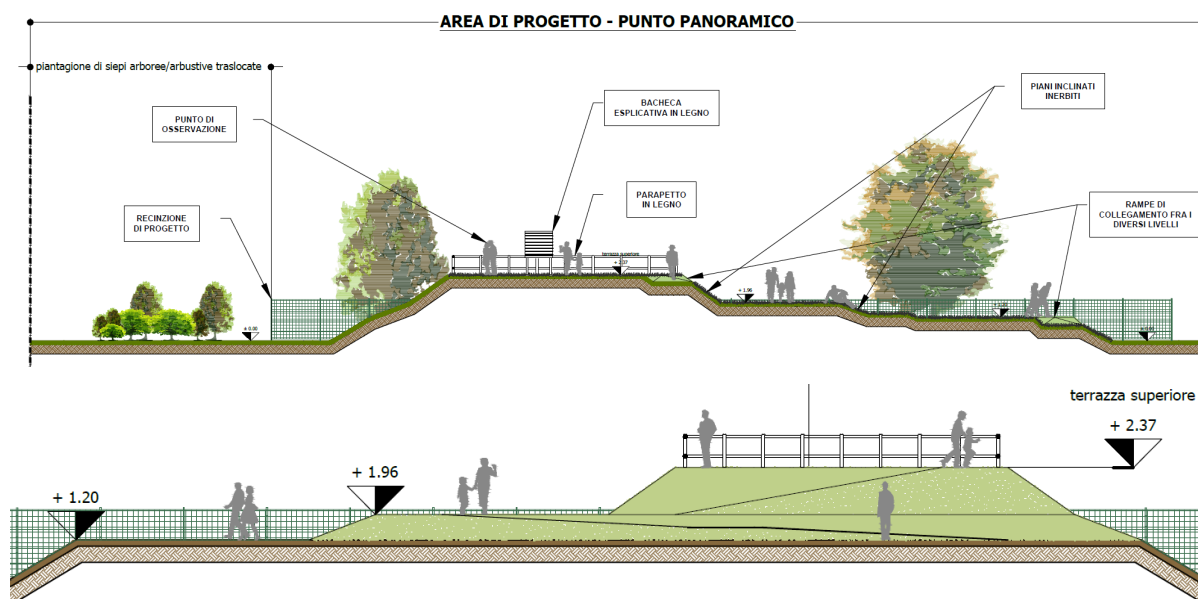 AREA DI PROGETTO - PUNTO PANORAMICO
piantagione di siepi arboree/arbustive traslocate
PUNTO DI
OSSERVAZIONE
BACHECA
ESPLICATIVA IN LEGNO
PIANI INCLINATI
INERBITI
RECINZIONE
DI PROGETTO
PARAPETTO
IN LEGNO
RAMPE DI
COLLEGAMENTO FRA I
DIVERSI LIVELLI
terrazza superiore
+ 2.37
+ 1.96
+ 0.00
terrazza superiore
+ 2.37
+ 1.96
+ 1.20